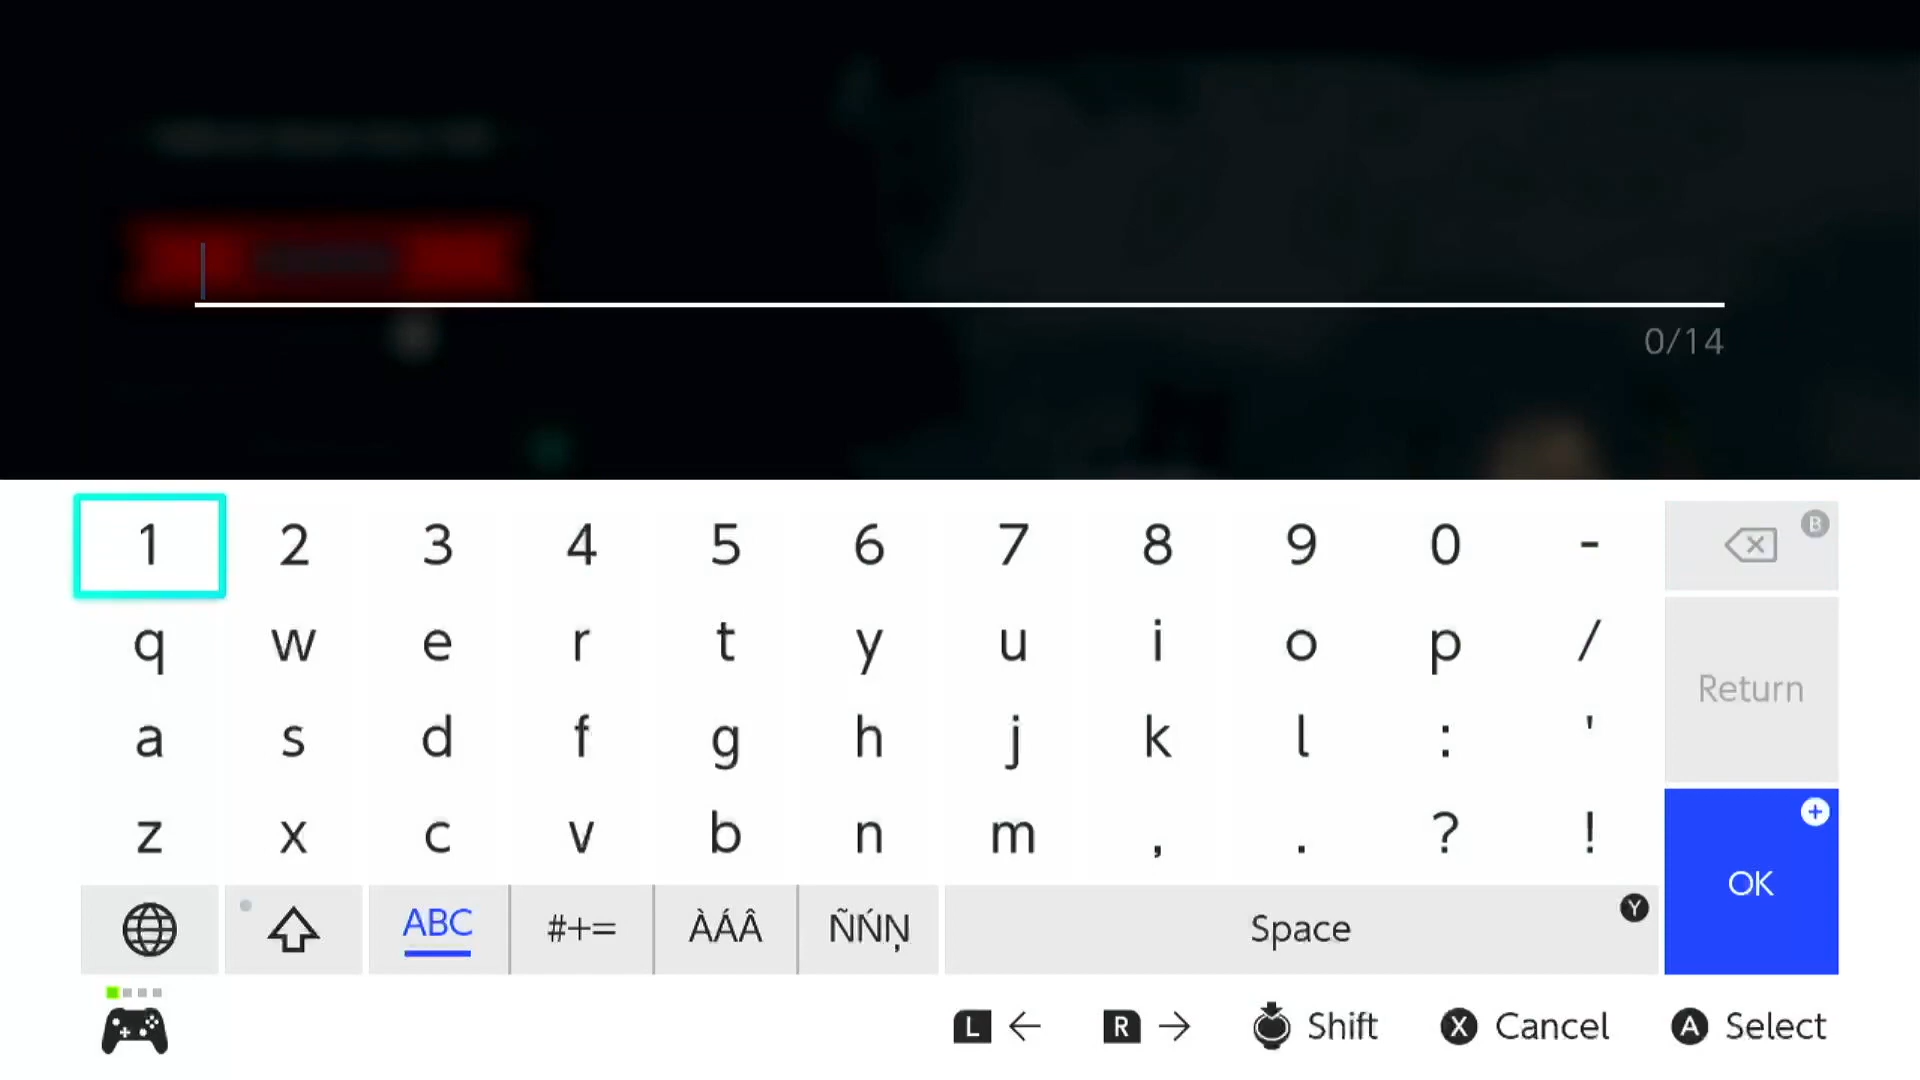 0/14
1 2 3 4 5 6 7 8 9 0 - B
q w e r t y u i o p /
Return
a s d f g h j k l : '
z x c v b n m , . ? !
+
OK
ABC #+= ÀÁÂ ÑŃŅ Space Y
L ← R → Shift X Cancel A Select